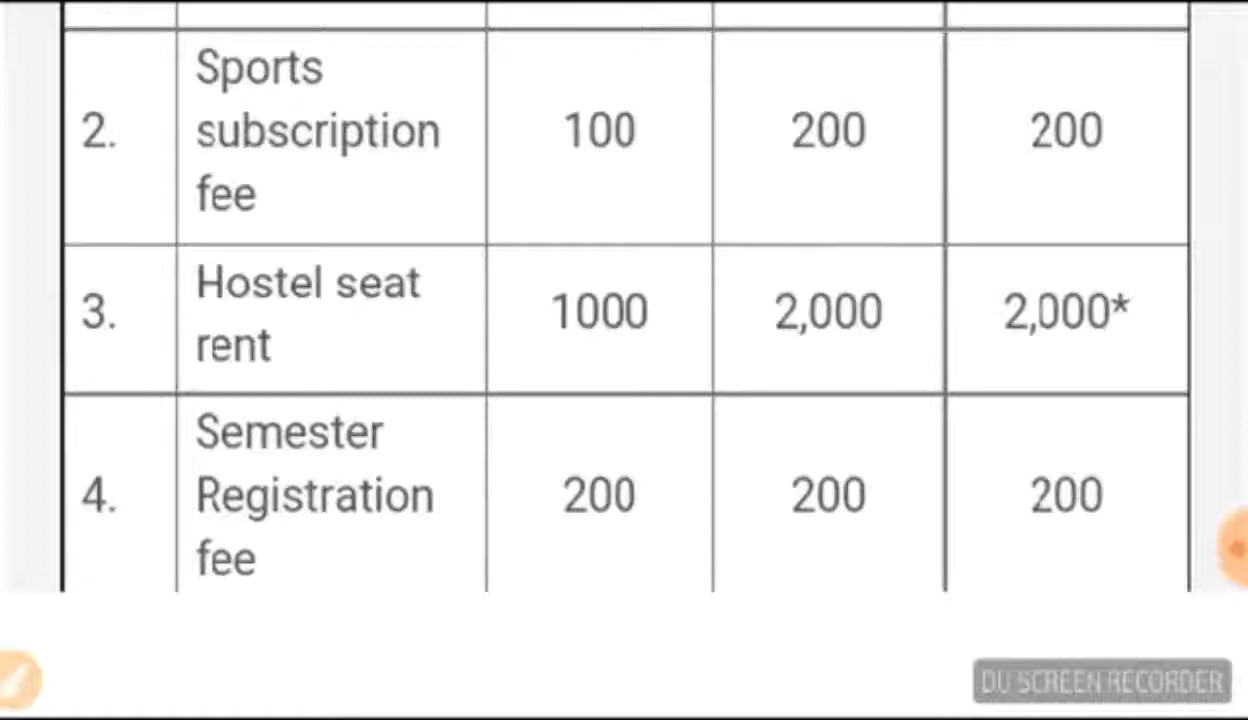 Sports
2. subscription 100 200 200
fee
Hostel seat
3. 1000 2,000 2,000*
rent
Semester
4. Registration 200 200 200
fee
DU SCREEN RECORDER